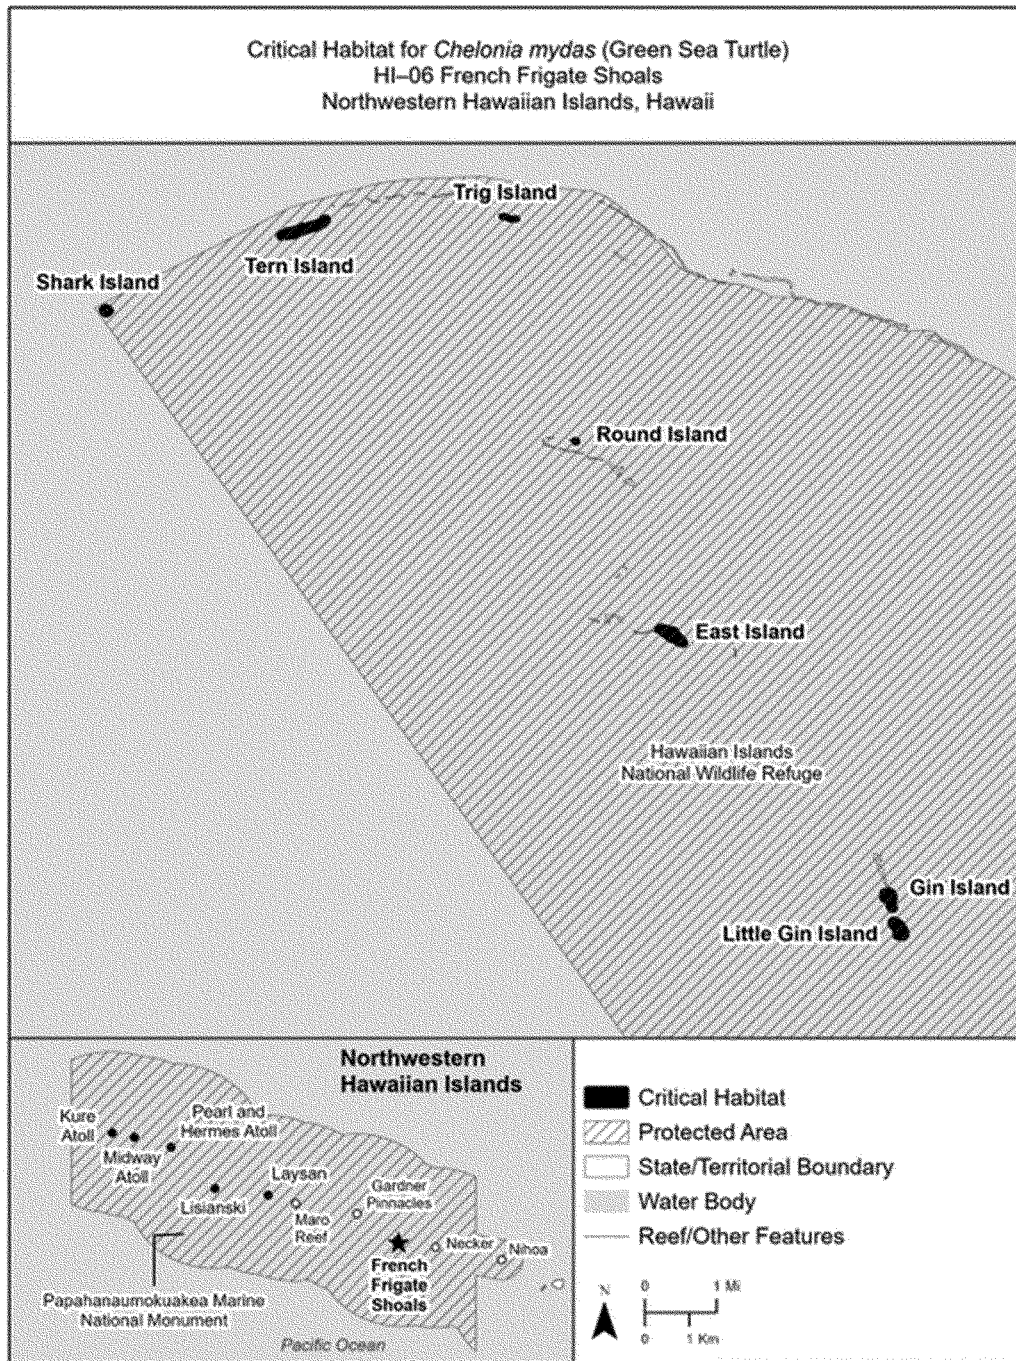 Critical Habitat for Chelonia mydas (Green Sea Turtle)
HI–06 French Frigate Shoals
Northwestern Hawaiian Islands, Hawaii
Trig Island
Tern Island
Shark Island
Round Island
East Island
Hawaiian Islands
National Wildlife Refuge
Gin Island
Little Gin Island
Northwestern
Hawaiian Islands
Kure
Atoll
Midway
Atoll
Pearl and
Hermes Atoll
Lisianski
Laysan
Maro
Reef
Gardner
Pinnacles
French
Frigate
Shoals
Necker
Nihoa
Papahanaumokuakea Marine
National Monument
Pacific Ocean
Critical Habitat
Protected Area
State/Territorial Boundary
Water Body
Reef/Other Features
N
0 1 Mi
0 1 Km